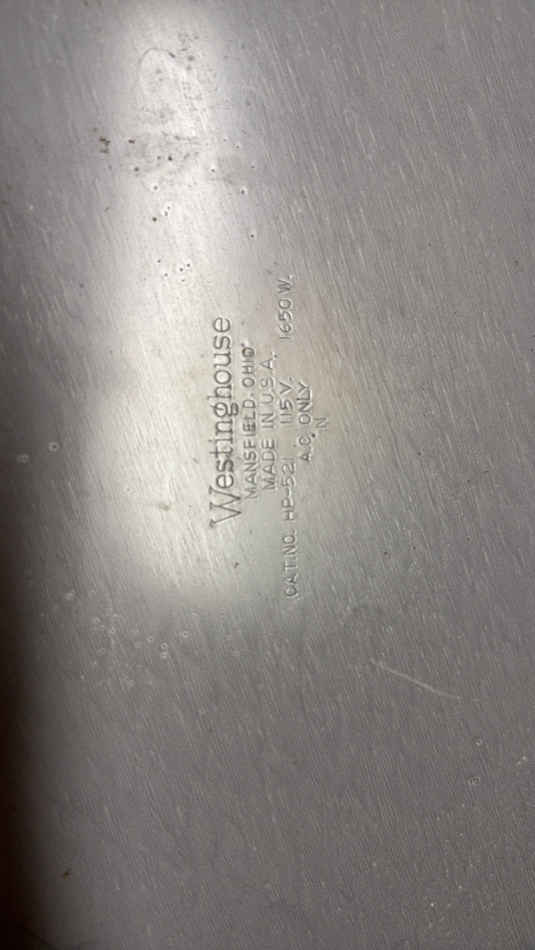 Westinghouse
MANSFIELD, OHIO
MADE IN U.S.A.
CAT. NO. HP-521 115 V. 1650 W.
A.C. ONLY
N